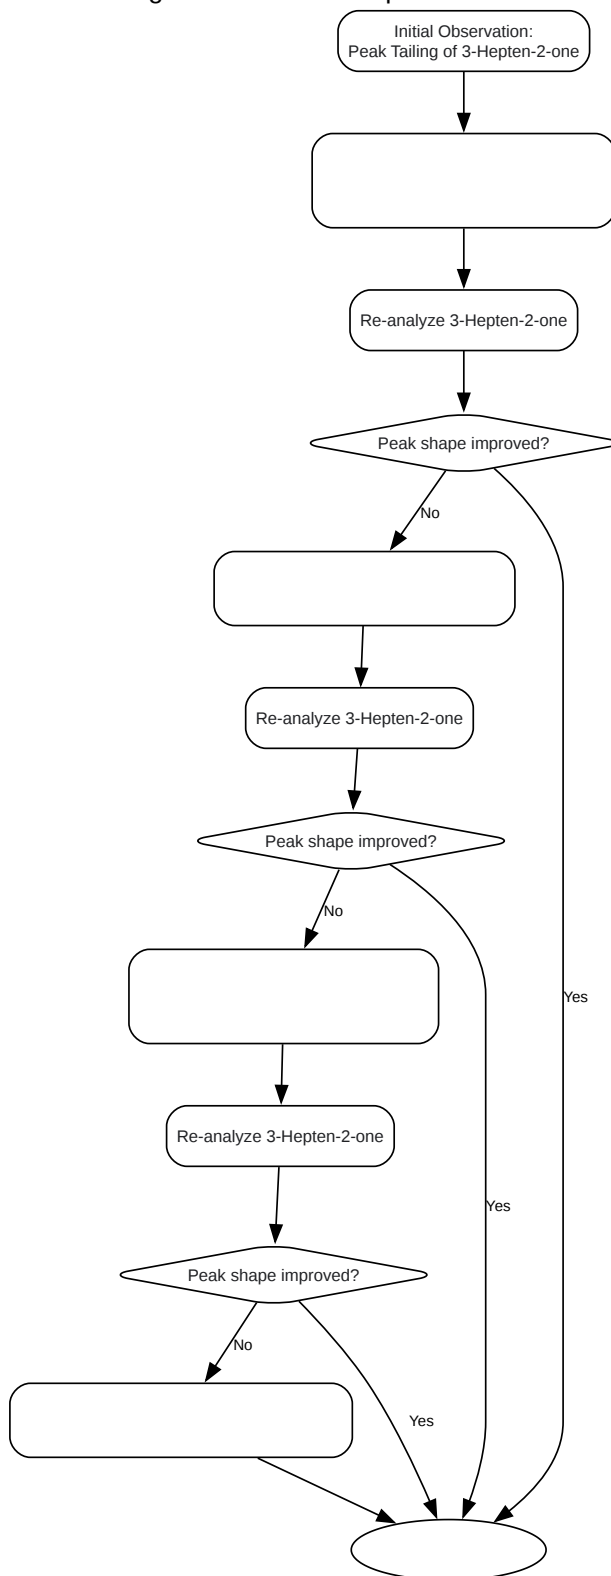 Initial Observation:
Peak Tailing of 3-Hepten-2-one
Re-analyze 3-Hepten-2-one
Peak shape improved?
No
Re-analyze 3-Hepten-2-one
Peak shape improved?
No
Yes
Re-analyze 3-Hepten-2-one
Yes
Peak shape improved?
No
Yes